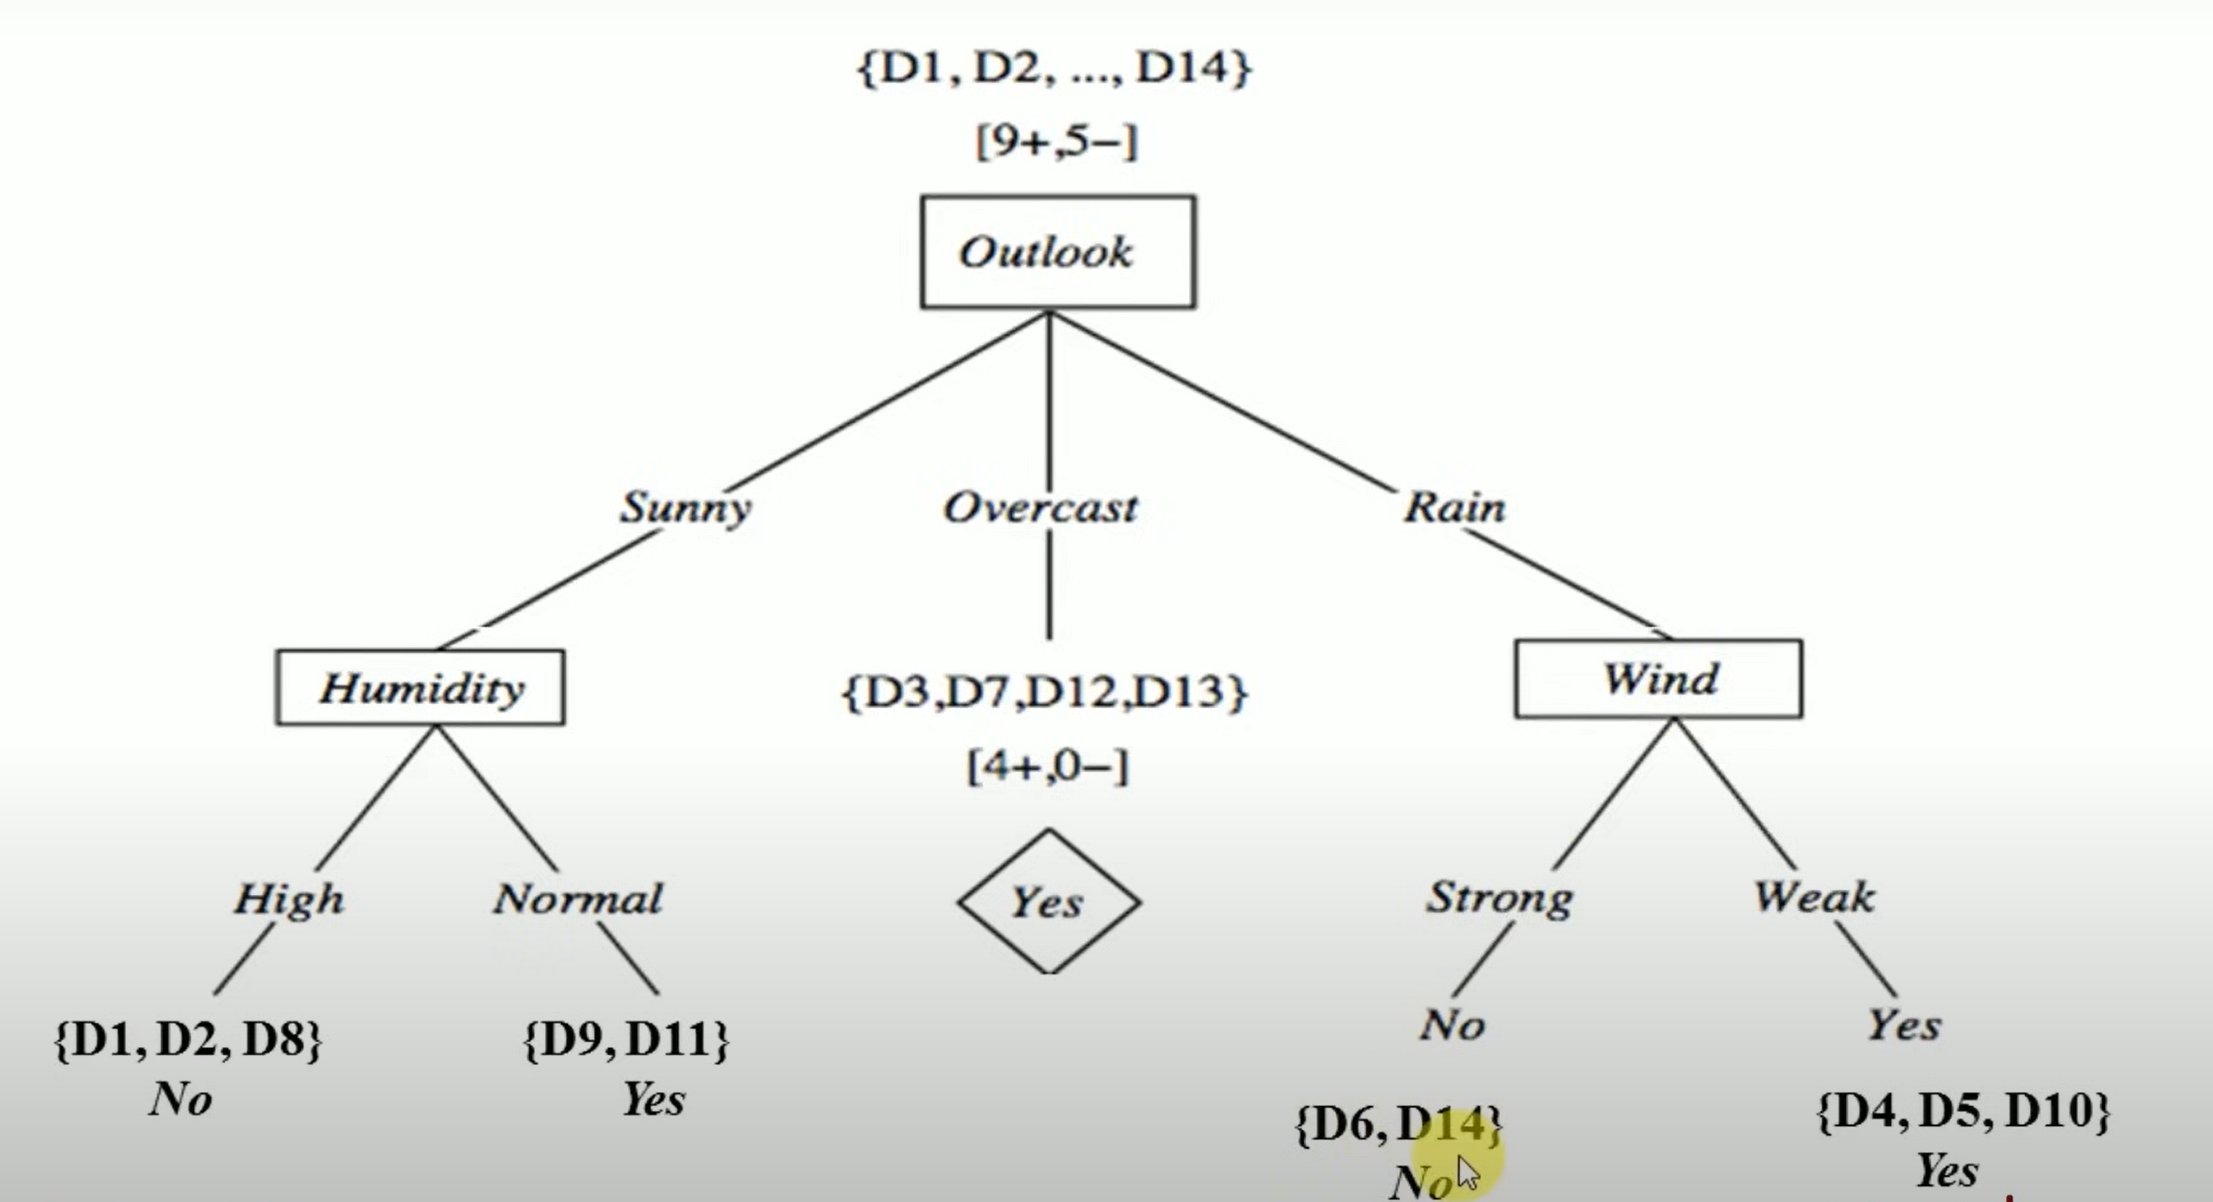 {D1, D2, ..., D14}
[9+,5−]
Outlook
Sunny
Overcast
Rain
Humidity
{D3,D7,D12,D13}
[4+,0−]
Wind
High
Normal
Yes
Strong
Weak
{D1, D2, D8}
No
{D9, D11}
Yes
No
Yes
{D6, D14}
No
{D4, D5, D10}
Yes